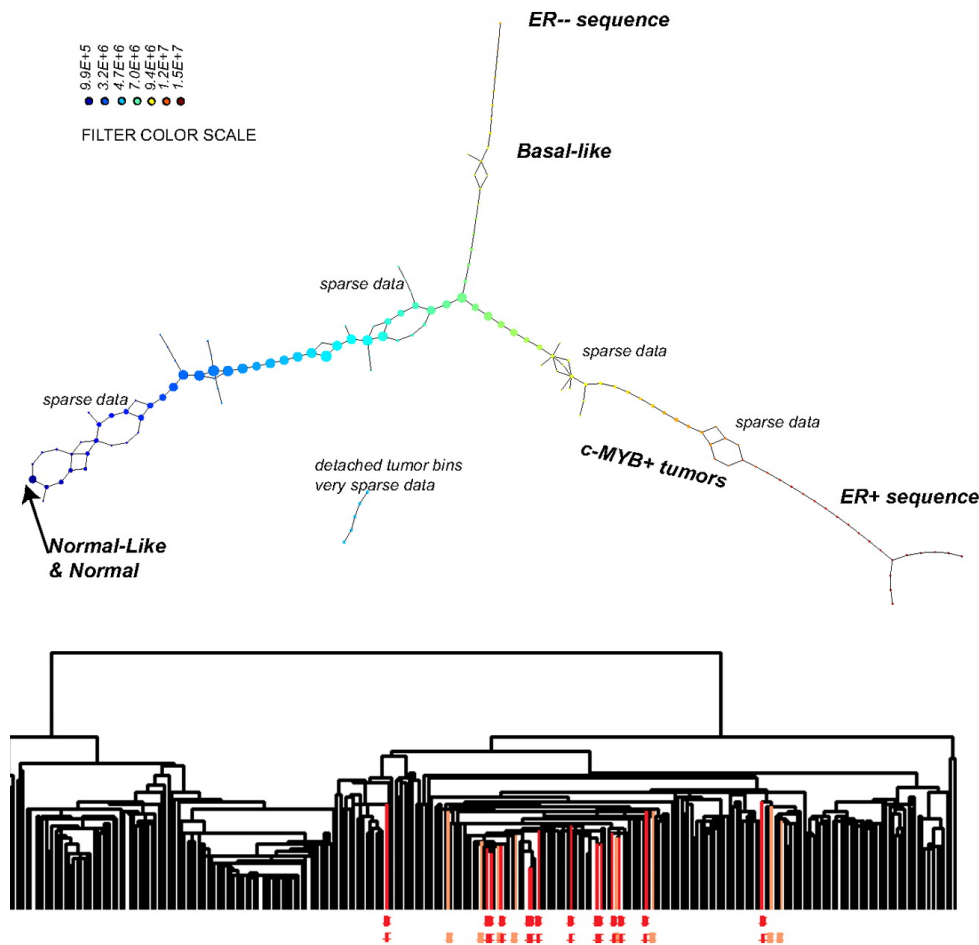 ER-- sequence
9.9E+5
3.2E+6
4.7E+6
7.0E+6
9.4E+6
1.2E+7
1.5E+7
FILTER COLOR SCALE
Basal-like
sparse data
sparse data
sparse data
sparse data
c-MYB+ tumors
detached tumor bins
very sparse data
ER+ sequence
Normal-Like
& Normal